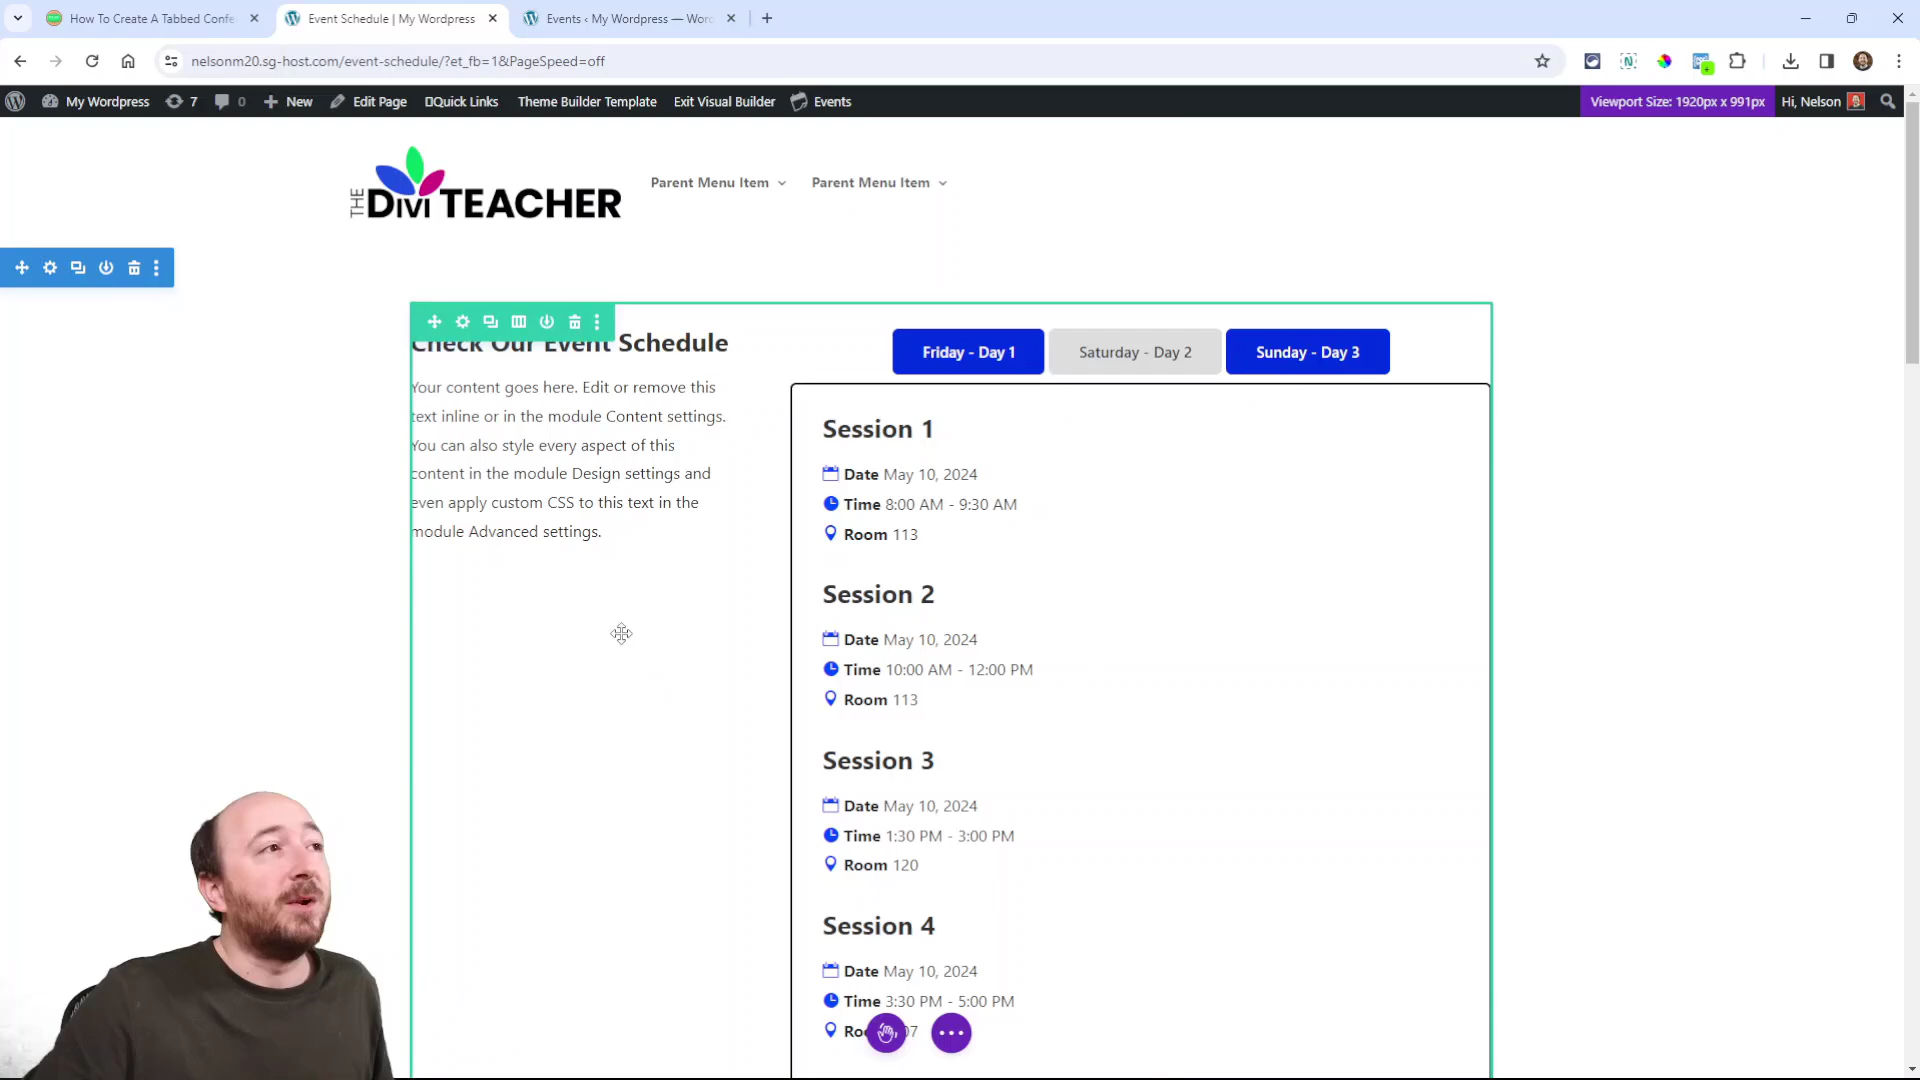 How To Create A Tabbed Confe
Event Schedule | My Wordpress
Events ‹ My Wordpress — Worc
nelsonm20.sg-host.com/event-schedule/?et_fb=1&PageSpeed=off
My Wordpress 7 0 New Edit Page Quick Links Theme Builder Template Exit Visual Builder Events Viewport Size: 1920px x 991px Hi, Nelson
THE DIVI TEACHER
Parent Menu Item Parent Menu Item
Check Our Event Schedule
Your content goes here. Edit or remove this
text inline or in the module Content settings.
You can also style every aspect of this
content in the module Design settings and
even apply custom CSS to this text in the
module Advanced settings.
Friday - Day 1 Saturday - Day 2 Sunday - Day 3
Session 1
Date May 10, 2024
Time 8:00 AM - 9:30 AM
Room 113
Session 2
Date May 10, 2024
Time 10:00 AM - 12:00 PM
Room 113
Session 3
Date May 10, 2024
Time 1:30 PM - 3:00 PM
Room 120
Session 4
Date May 10, 2024
Time 3:30 PM - 5:00 PM